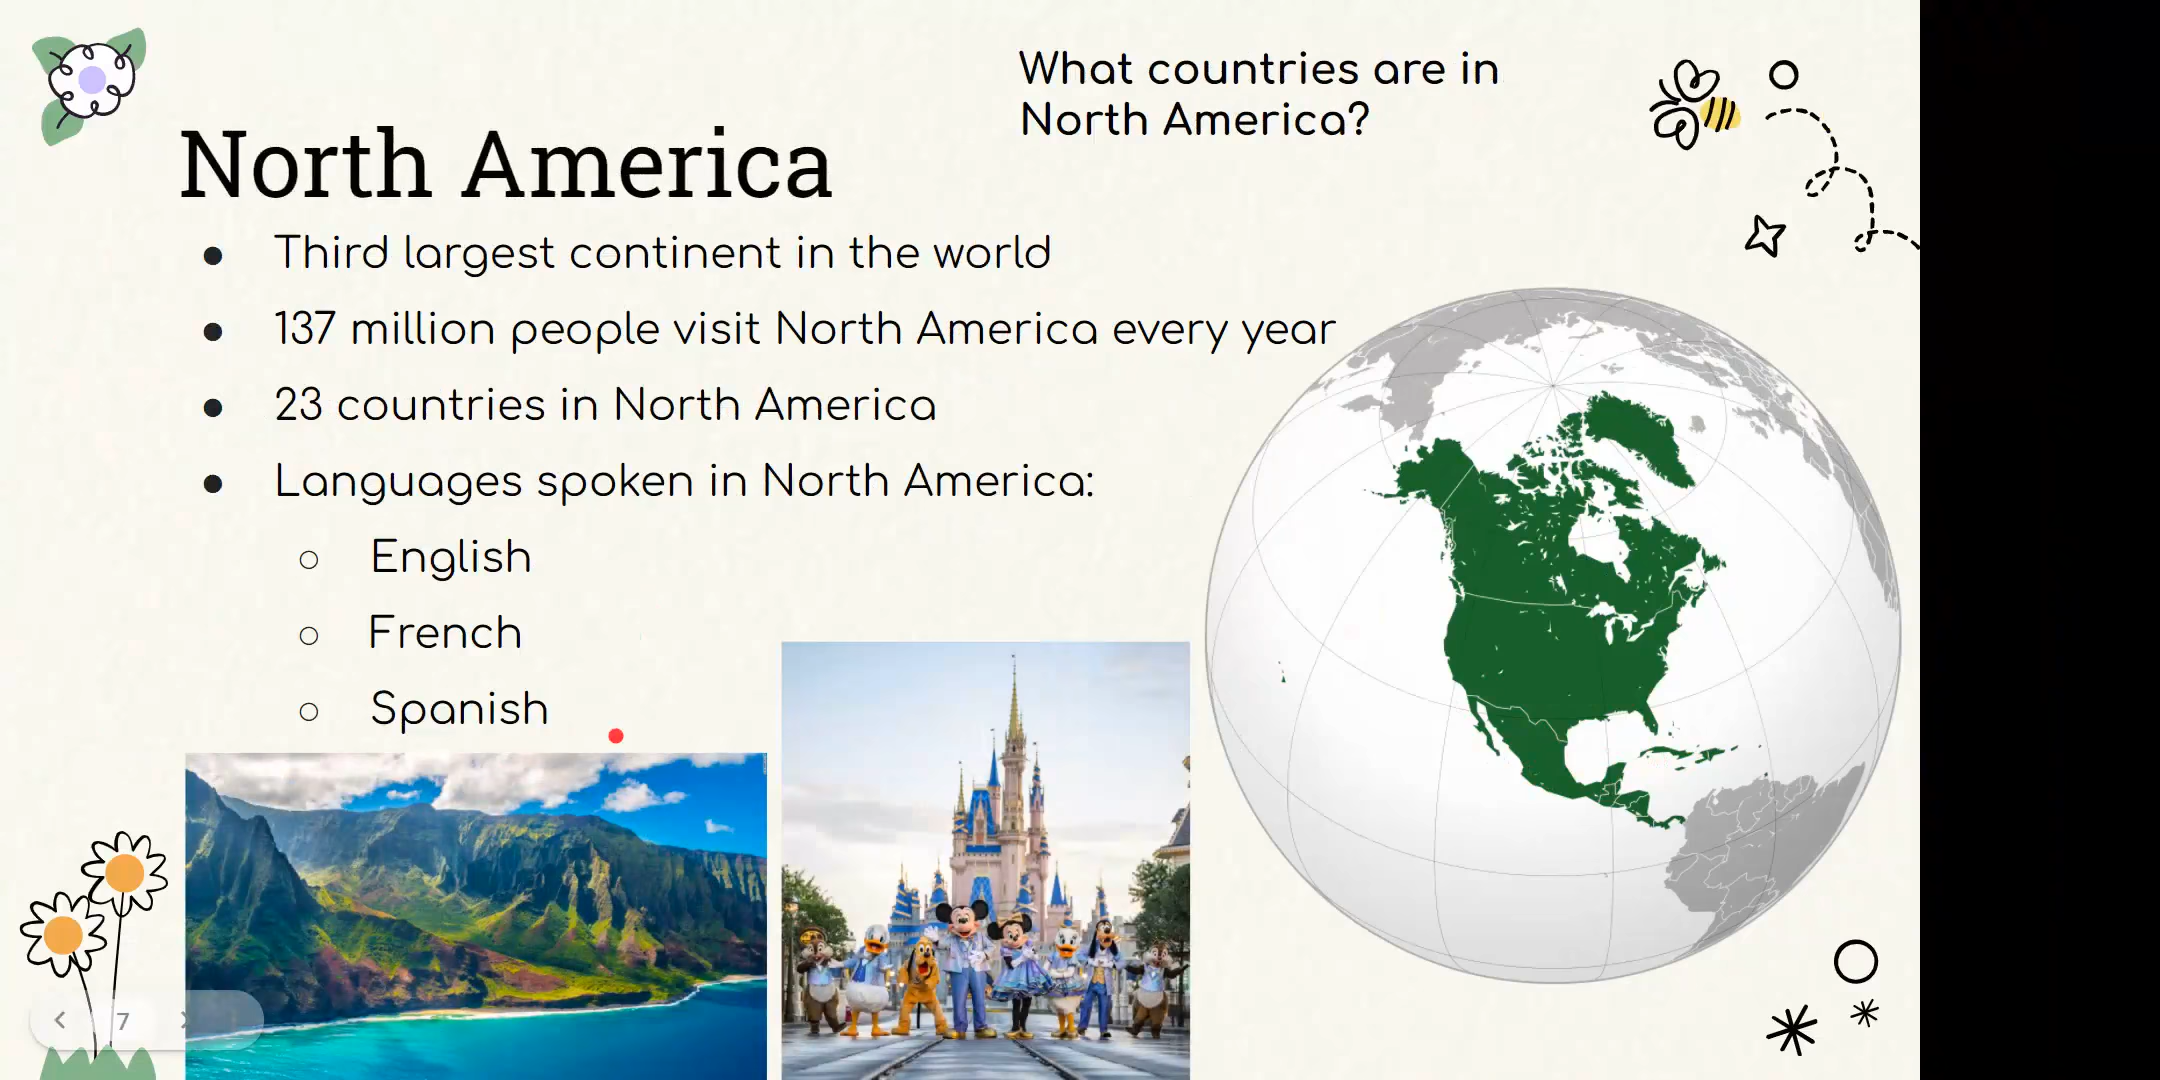 What countries are in
North America?
North America
● Third largest continent in the world
● 137 million people visit North America every year
● 23 countries in North America
● Languages spoken in North America:
○ English
○ French
○ Spanish
7